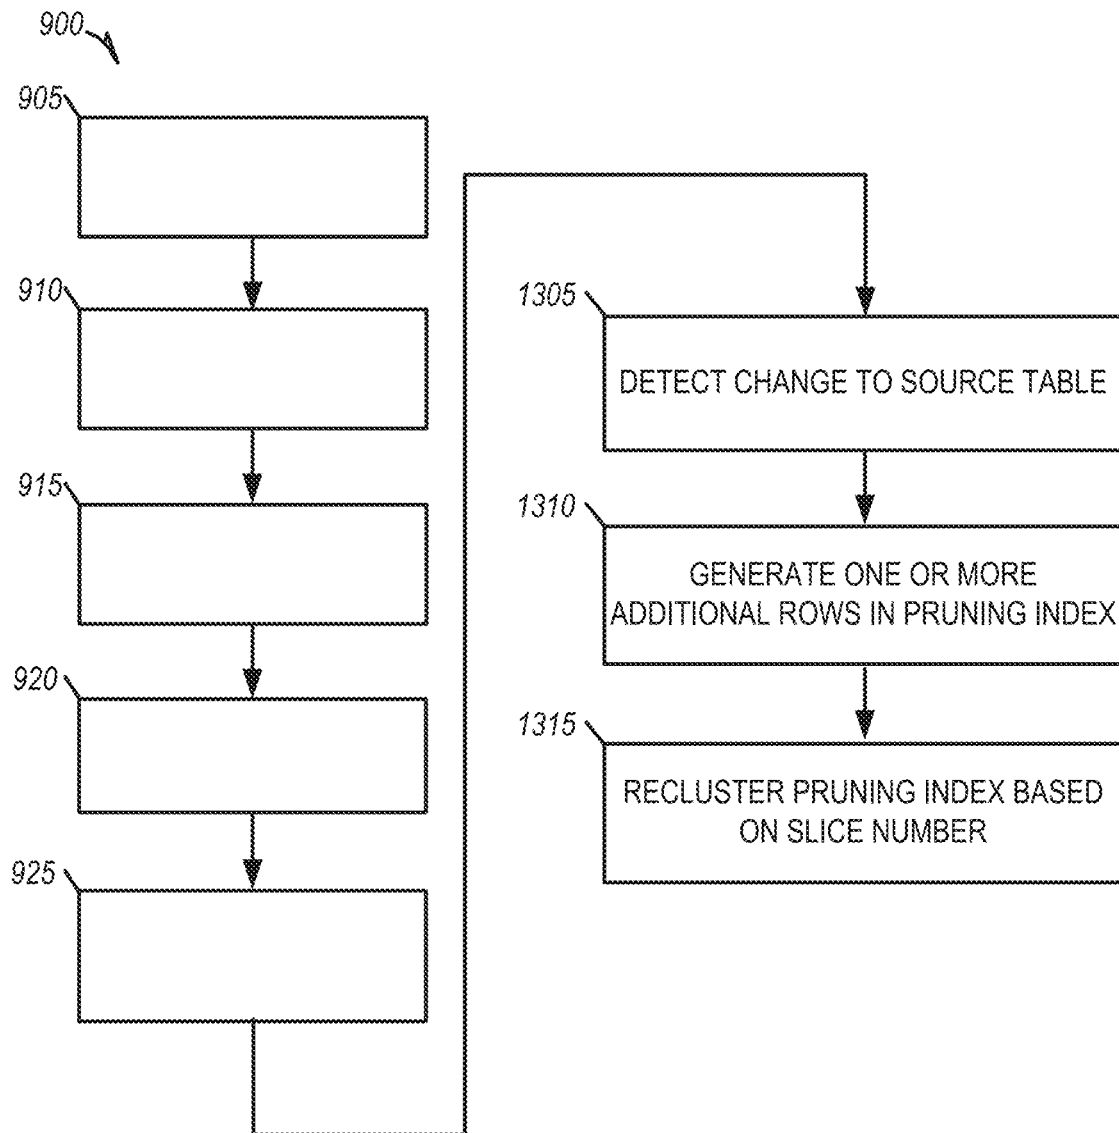 900
905
910
915
920
925
1305
DETECT CHANGE TO SOURCE TABLE
1310
GENERATE ONE OR MORE
ADDITIONAL ROWS IN PRUNING INDEX
1315
RECLUSTER PRUNING INDEX BASED
ON SLICE NUMBER